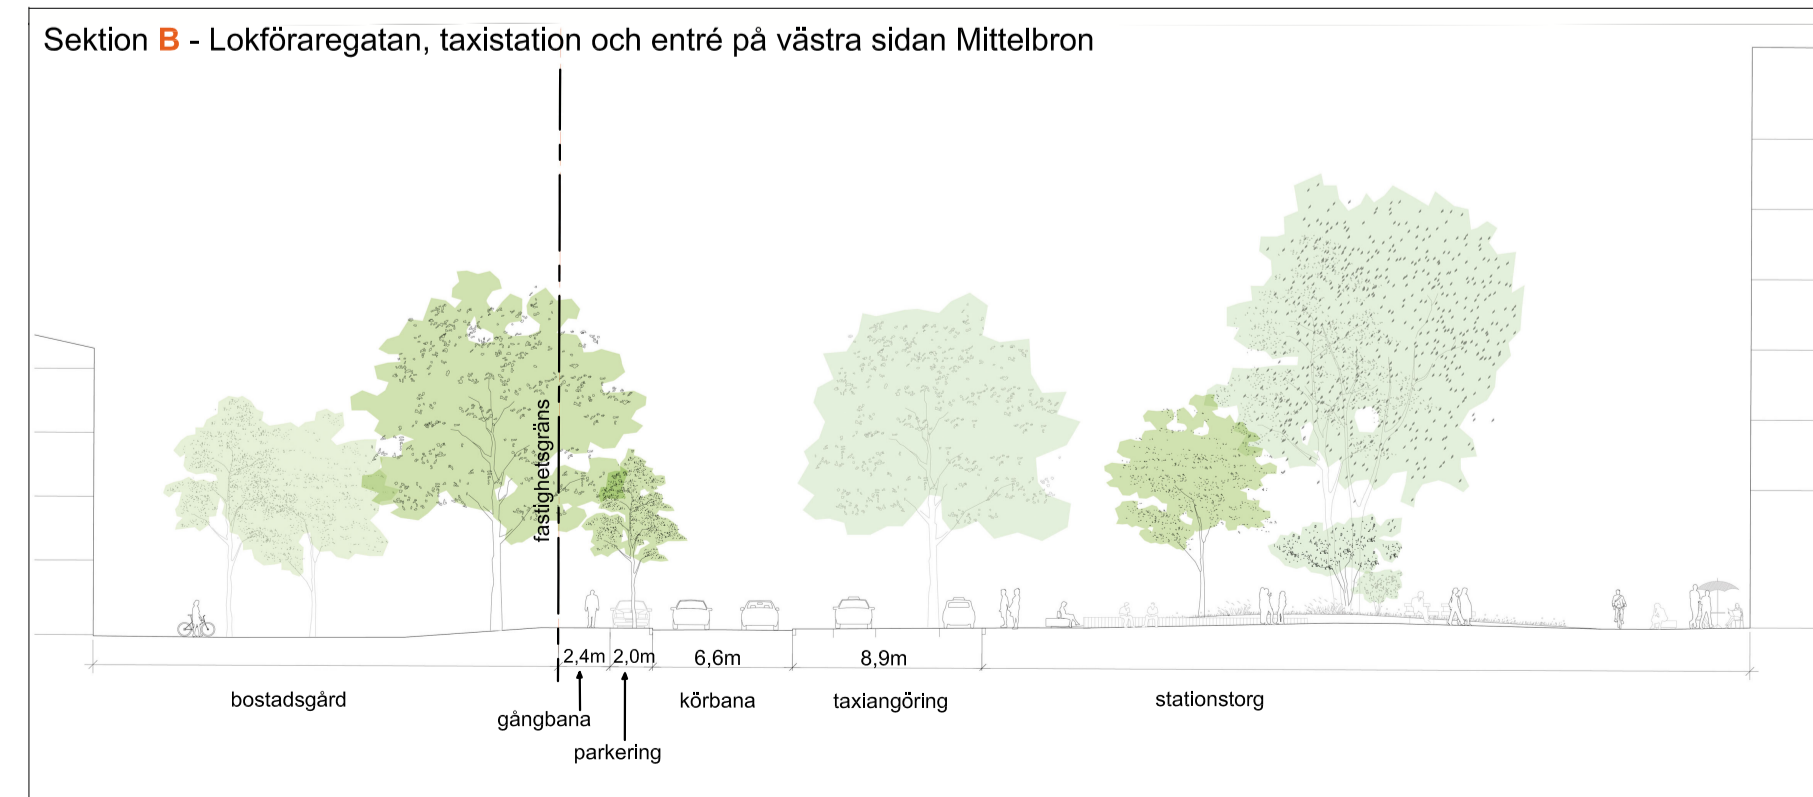 Sektion B - Lokföraregatan, taxistation och entré på västra sidan Mittelbron
fastighetsgräns
2,4m 2,0m 6,6m 8,9m
bostadsgård körbana taxiangöring stationstorg
gångbana
parkering